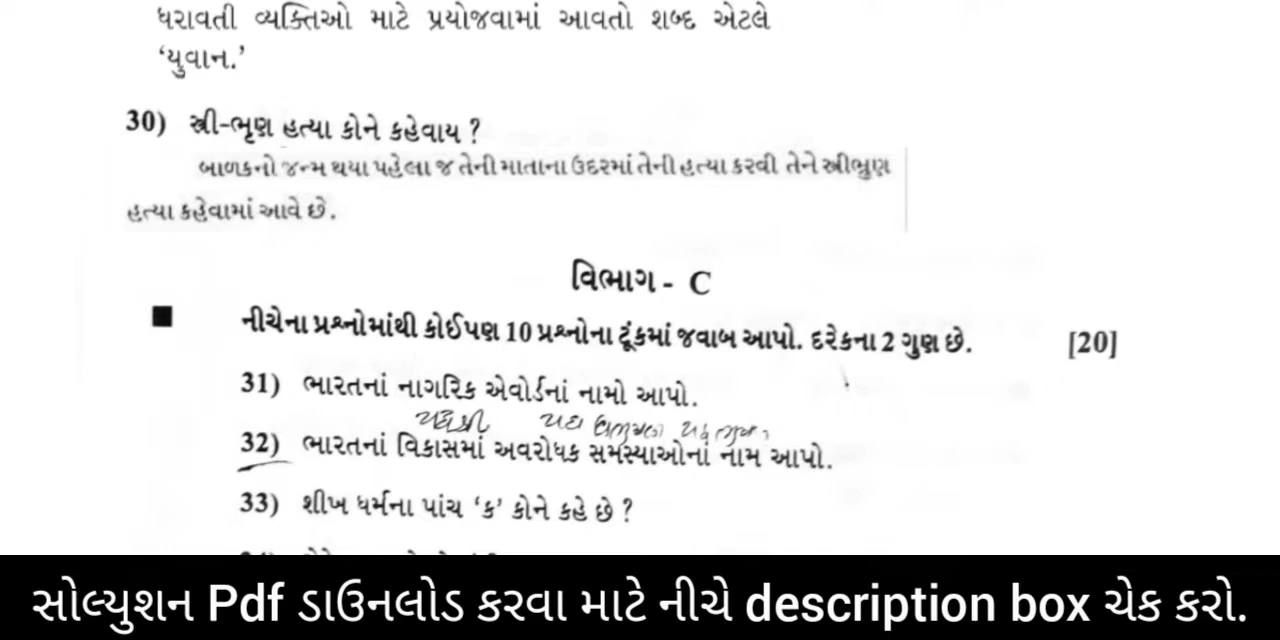 ધરાવતી વ્યક્તિઓ માટે પ્રયોજવામાં આવતો શબ્દ એટલે
‘યુવાન.’
30) સ્ત્રી-ભૃણ હત્યા કોને કહેવાય ?
બાળકનો જન્મ થયા પહેલા જ તેની માતાના ઉદરમાં તેની હત્યા કરવી તેને સ્ત્રીભ્રુણ
હત્યા કહેવામાં આવે છે.
વિભાગ - C
નીચેના પ્રશ્નોમાંથી કોઈપણ 10 પ્રશ્નોના ટૂંકમાં જવાબ આપો. દરેકના 2 ગુણ છે. [20]
31) ભારતનાં નાગરિક એવોર્ડનાં નામો આપો.
32) ભારતનાં વિકાસમાં અવરોધક સમસ્યાઓનાં નામ આપો.
33) શીખ ધર્મના પાંચ ‘ક’ કોને કહે છે ?
સોલ્યુશન Pdf ડાઉનલોડ કરવા માટે નીચે description box ચેક કરો.